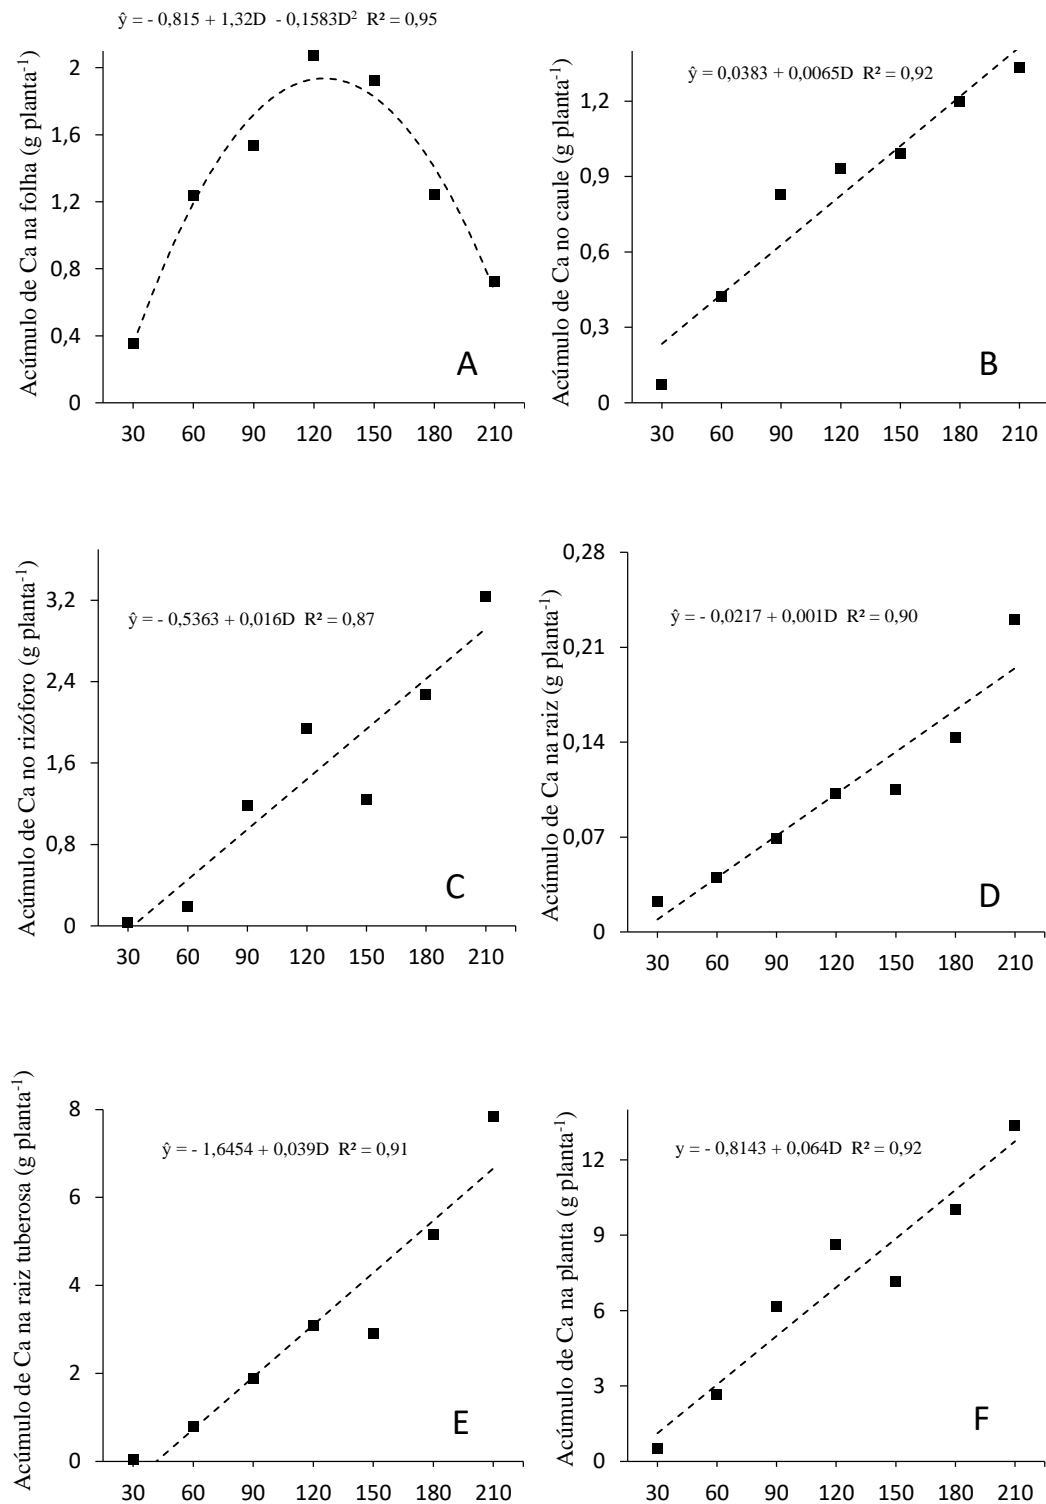 ŷ = - 0,815 + 1,32D - 0,1583D² R² = 0,95
Acúmulo de Ca na folha (g planta⁻¹)
2
1,6
1,2
0,8
0,4
0
A
30 60 90 120 150 180 210
ŷ = 0,0383 + 0,0065D R² = 0,92
Acúmulo de Ca no caule (g planta⁻¹)
1,2
0,9
0,6
0,3
0
B
30 60 90 120 150 180 210
ŷ = - 0,5363 + 0,016D R² = 0,87
Acúmulo de Ca no rizóforo (g planta⁻¹)
3,2
2,4
1,6
0,8
0
C
30 60 90 120 150 180 210
ŷ = - 0,0217 + 0,001D R² = 0,90
Acúmulo de Ca na raiz (g planta⁻¹)
0,28
0,21
0,14
0,07
0
D
30 60 90 120 150 180 210
ŷ = - 1,6454 + 0,039D R² = 0,91
Acúmulo de Ca na raiz tuberosa (g planta⁻¹)
8
6
4
2
0
E
30 60 90 120 150 180 210
y = - 0,8143 + 0,064D R² = 0,92
Acúmulo de Ca na planta (g planta⁻¹)
12
9
6
3
0
F
30 60 90 120 150 180 210